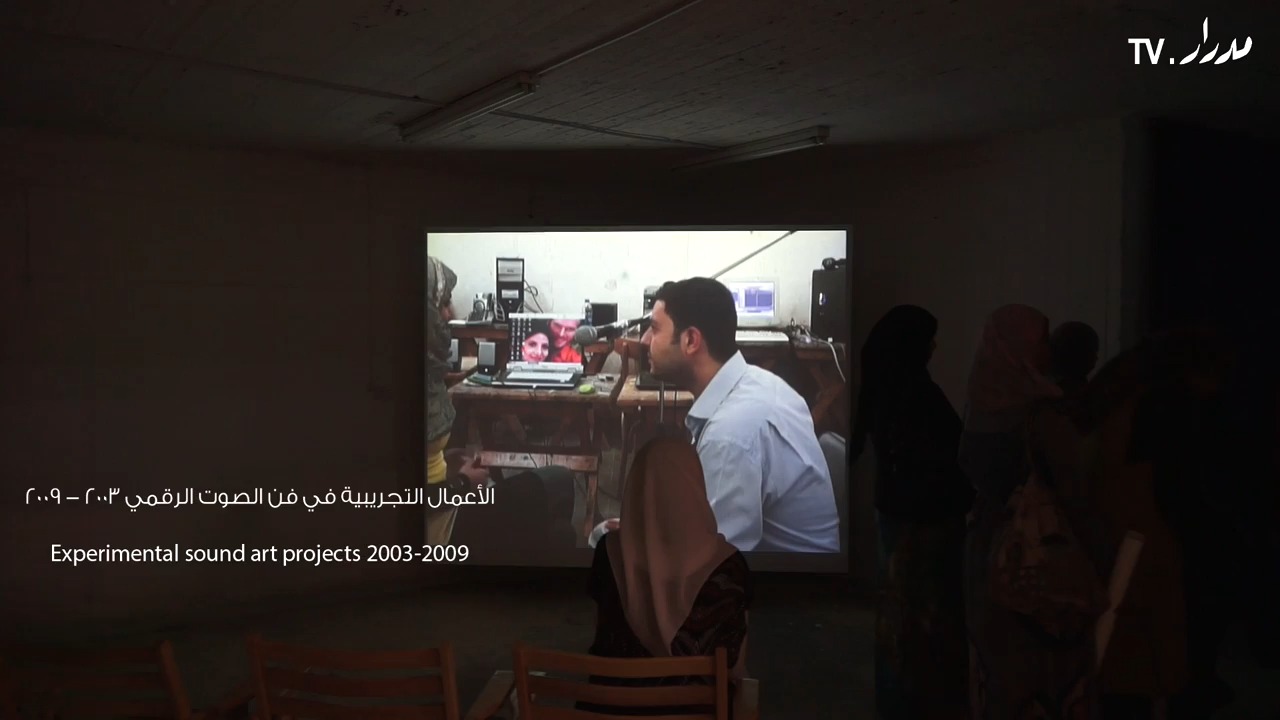 مدرار.TV
الأعمال التجريبية في فن الصوت الرقمي ٢٠٠٣ – ٢٠٠٩
Experimental sound art projects 2003-2009